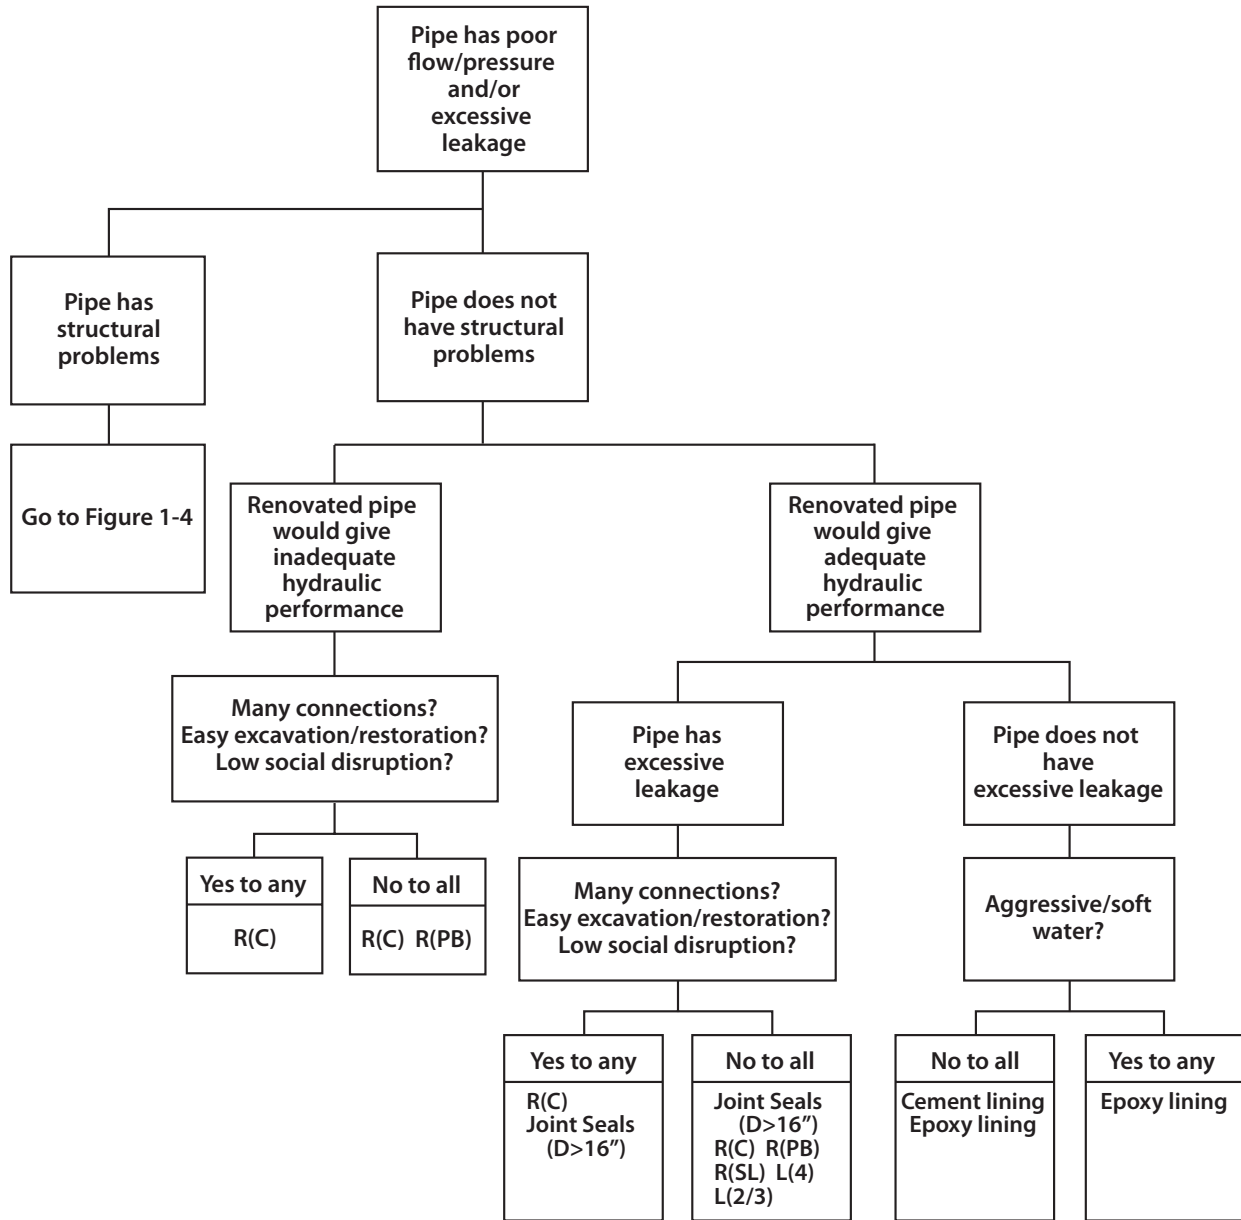 Pipe has poor
flow/pressure
and/or
excessive
leakage
Pipe has
structural
problems
Pipe does not
have structural
problems
Go to Figure 1-4
Renovated pipe
would give
inadequate
hydraulic
performance
Renovated pipe
would give
adequate
hydraulic
performance
Many connections?
Easy excavation/restoration?
Low social disruption?
Pipe has
excessive
leakage
Pipe does not
have
excessive leakage
Yes to any
R(C)
No to all
R(C) R(PB)
Many connections?
Easy excavation/restoration?
Low social disruption?
Aggressive/soft
water?
Yes to any
R(C)
Joint Seals
(D>16″)
No to all
Joint Seals
(D>16″)
R(C) R(PB)
R(SL) L(4)
L(2/3)
No to all
Cement lining
Epoxy lining
Yes to any
Epoxy lining